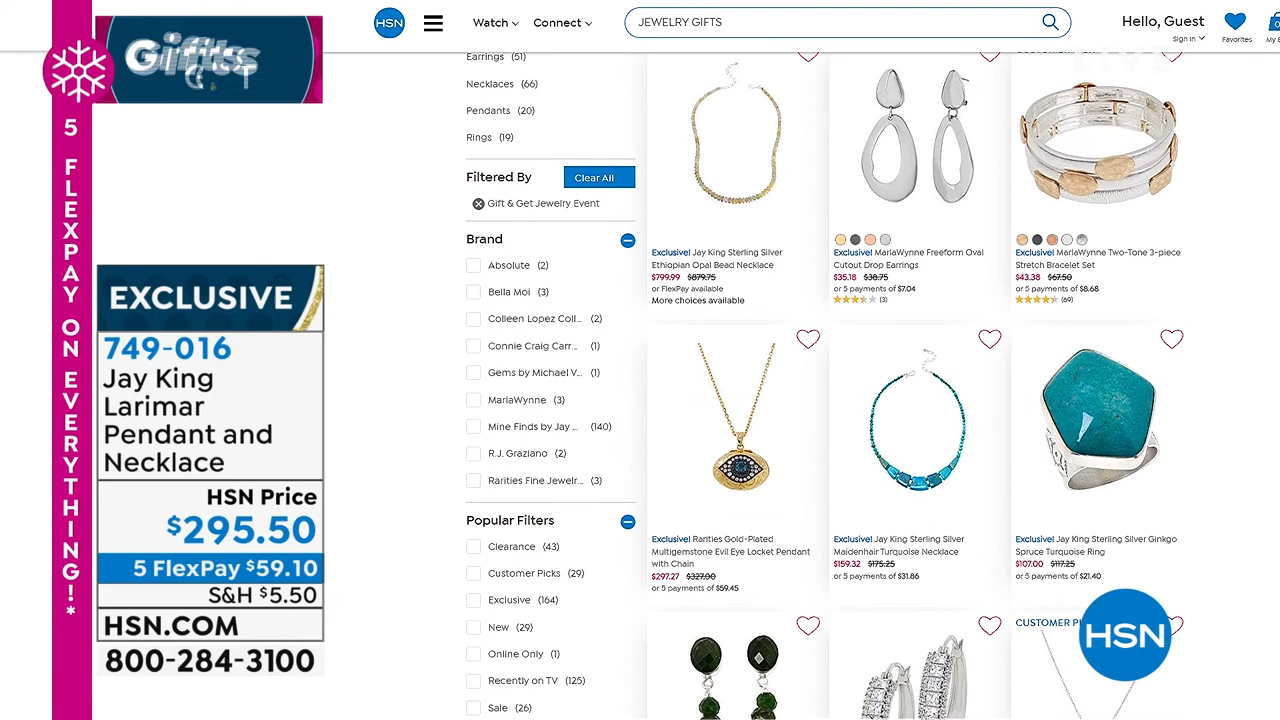 Gifts
5 FLEXPAY ON EVERYTHING!*
EXCLUSIVE
749-016
Jay King
Larimar
Pendant and
Necklace
HSN Price
$295.50
5 FlexPay $59.10
S&H $5.50
HSN.COM
800-284-3100
HSN
Watch
Connect
JEWELRY GIFTS
Hello, Guest
Sign In
Favorites
0
My B
LIVE
Earrings (51)
Necklaces (66)
Pendants (20)
Rings (19)
Filtered By
Clear All
Gift & Get Jewelry Event
Brand
Absolute (2)
Bella Moi (3)
Colleen Lopez Coll... (2)
Connie Craig Carr... (1)
Gems by Michael V... (1)
MarlaWynne (3)
Mine Finds by Jay ... (140)
R.J. Graziano (2)
Rarities Fine Jewelr... (3)
Popular Filters
Clearance (43)
Customer Picks (29)
Exclusive (164)
New (29)
Online Only (1)
Recently on TV (125)
Sale (26)
Exclusive! Jay King Sterling Silver
Ethiopian Opal Bead Necklace
$799.99 $879.75
or FlexPay available
More choices available
Exclusive! MarlaWynne Freeform Oval
Cutout Drop Earrings
$35.18 $38.75
or 5 payments of $7.04
(3)
Exclusive! MarlaWynne Two-Tone 3-piece
Stretch Bracelet Set
$43.38 $67.50
or 5 payments of $8.68
(69)
Exclusive! Rarities Gold-Plated
Multigemstone Evil Eye Locket Pendant
with Chain
$297.27 $327.00
or 5 payments of $59.45
Exclusive! Jay King Sterling Silver
Maidenhair Turquoise Necklace
$159.32 $175.25
or 5 payments of $31.86
Exclusive! Jay King Sterling Silver Ginkgo
Spruce Turquoise Ring
$107.00 $117.25
or 5 payments of $21.40
CUSTOMER PI
HSN